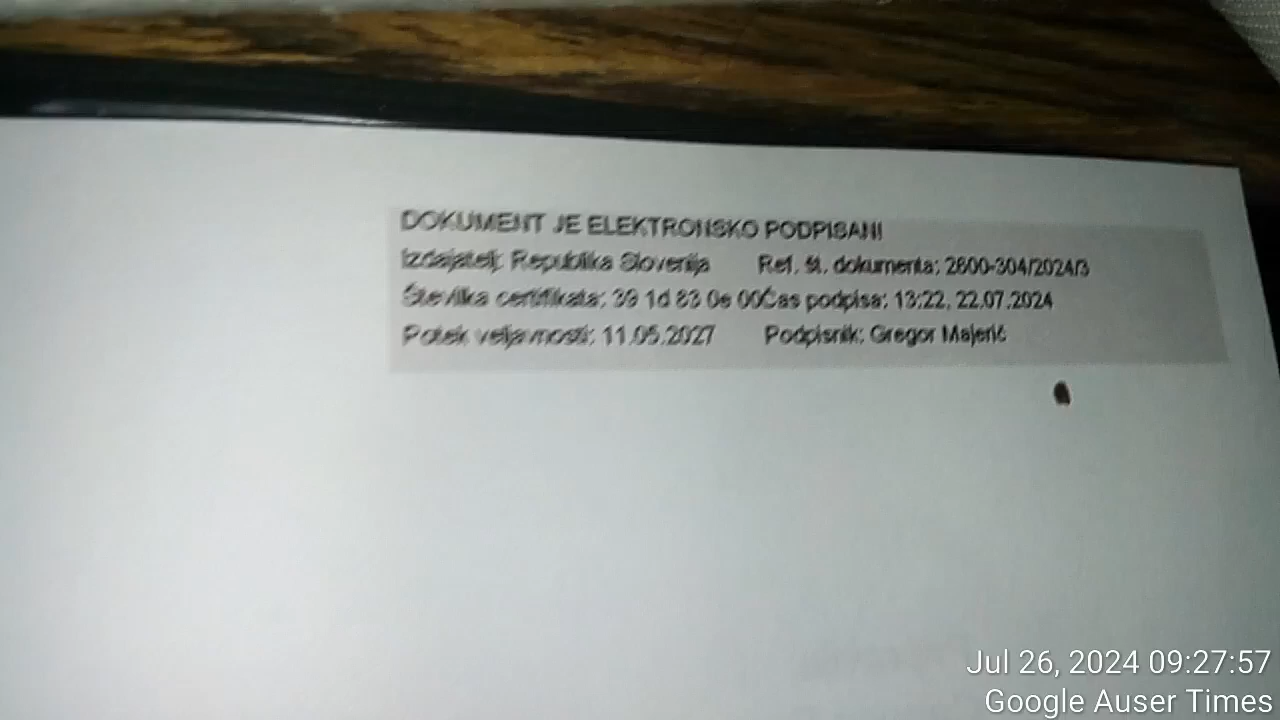 DOKUMENT JE ELEKTRONSKO PODPISAN!
Izdajatelj: Republika Slovenija Ref. št. dokumenta: 2600-304/2024/3
Številka certifikata: 39 1d 83 0e 00Čas podpisa: 13:22, 22.07.2024
Potek veljavnosti: 11.05.2027 Podpisnik: Gregor Majerič
Jul 26, 2024 09:27:57
Google Auser Times